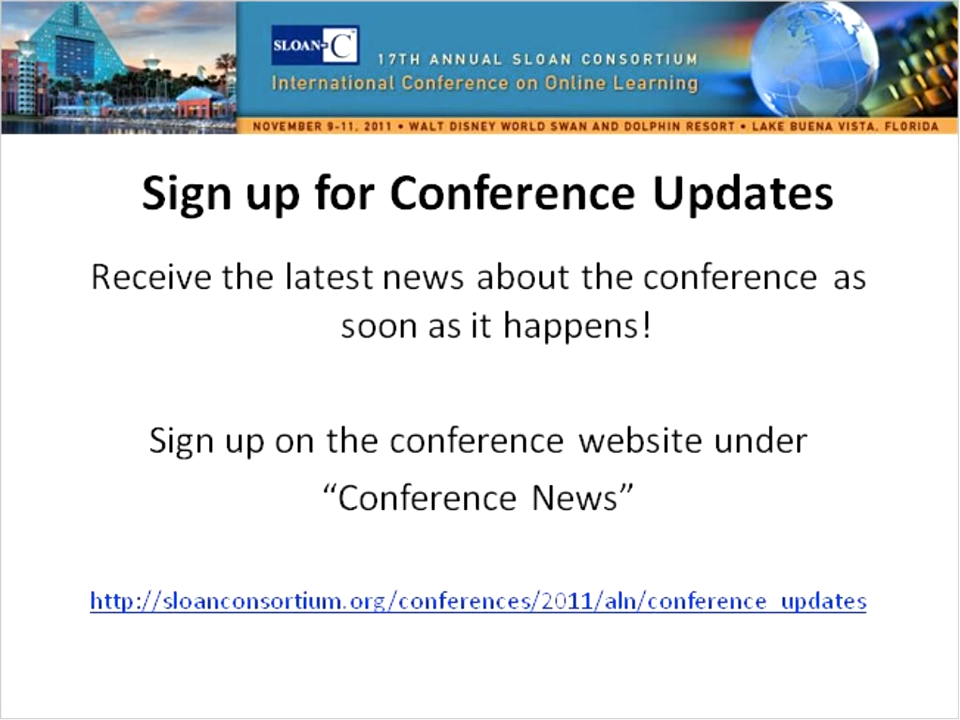 SLOAN-C
17TH ANNUAL SLOAN CONSORTIUM
International Conference on Online Learning
NOVEMBER 9-11, 2011 • WALT DISNEY WORLD SWAN AND DOLPHIN RESORT • LAKE BUENA VISTA, FLORIDA
Sign up for Conference Updates
Receive the latest news about the conference as
soon as it happens!
Sign up on the conference website under
“Conference News”
http://sloanconsortium.org/conferences/2011/aln/conference_updates